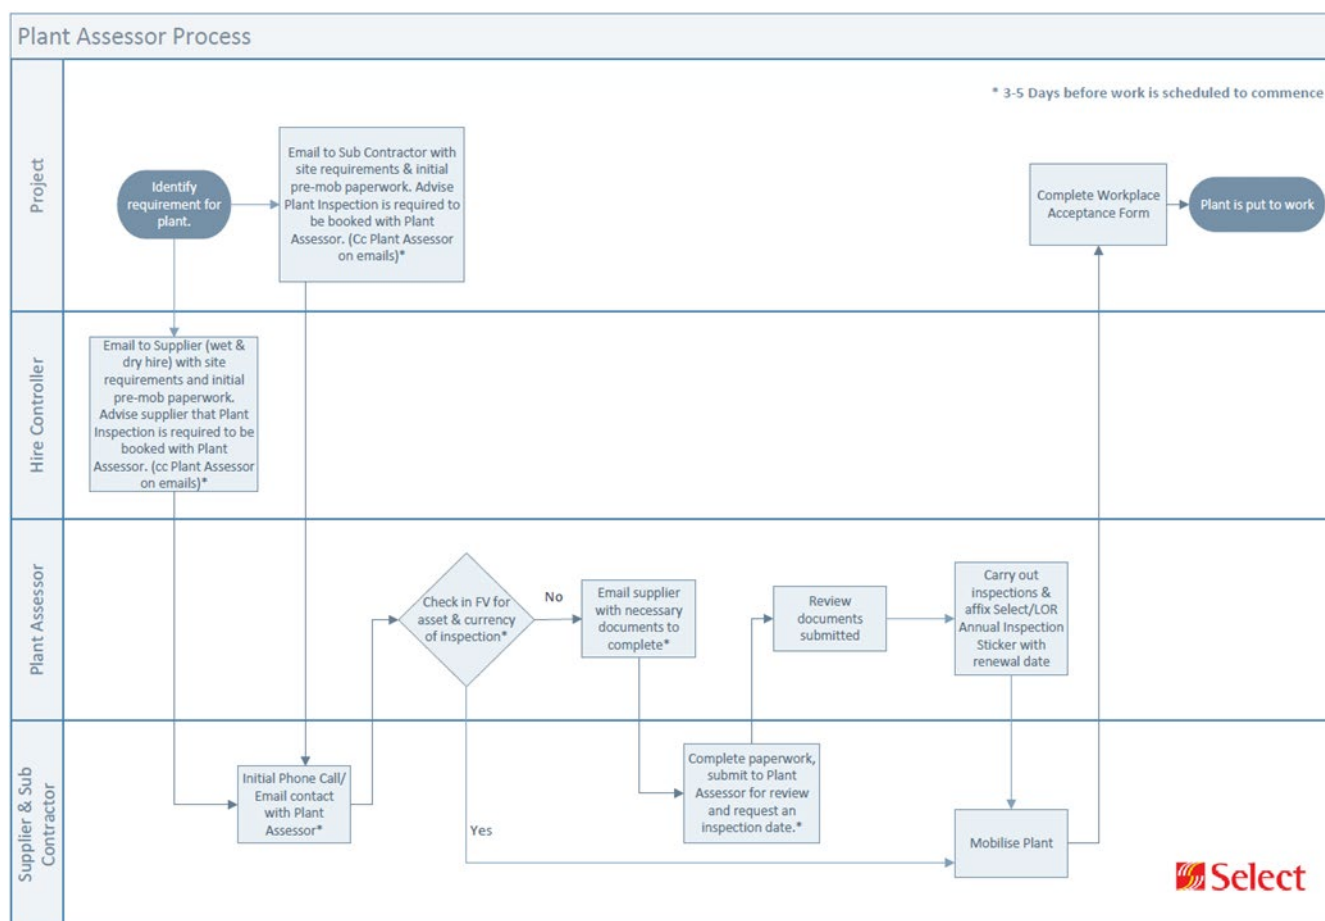 Plant Assessor Process
* 3-5 Days before work is scheduled to commence
Project
Identify
requirement for
plant.
Email to Sub Contractor with
site requirements & initial
pre-mob paperwork. Advise
Plant Inspection is required to
be booked with Plant
Assessor. (Cc Plant Assessor
on emails)*
Complete Workplace
Acceptance Form
Plant is put to work
Hire Controller
Email to Supplier (wet &
dry hire) with site
requirements and initial
pre-mob paperwork.
Advise supplier that Plant
Inspection is required to be
booked with Plant
Assessor. (cc Plant Assessor
on emails)*
Plant Assessor
Check in FV for
asset & currency
of inspection*
No
Email supplier
with necessary
documents to
complete*
Review
documents
submitted
Carry out
inspections &
affix Select/LOR
Annual Inspection
Sticker with
renewal date
Supplier & Sub
Contractor
Initial Phone Call/
Email contact
with Plant
Assessor*
Yes
Complete paperwork,
submit to Plant
Assessor for review
and request an
inspection date.*
Mobilise Plant
Select